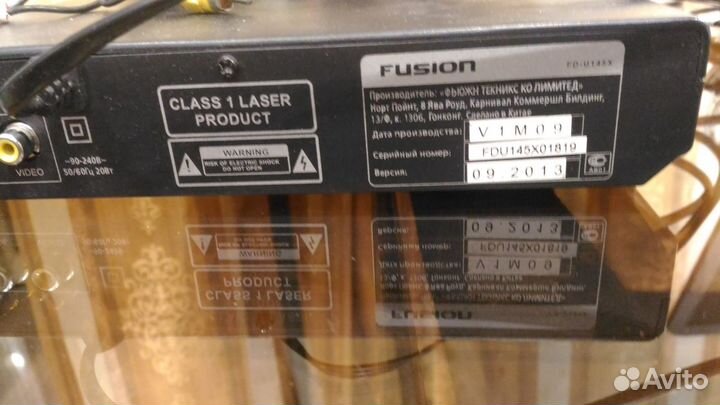 FUSION
FD-U145X
Производитель: «ФЬЮЖН ТЕКНИКС КО ЛИМИТЕД»
Норт Пойнт, 8 Ява Роуд, Карнивал Коммершл Билдинг,
13/Ф, к. 1306, Гонконг. Сделано в Китае
Дата производства: V1M09
Серийный номер: FDU145X01819
Версия: 09 2013
CLASS 1 LASER
PRODUCT
WARNING
RISK OF ELECTRIC SHOCK
DO NOT OPEN
VIDEO
~90-240В~
50/60Гц 20Вт
Avito